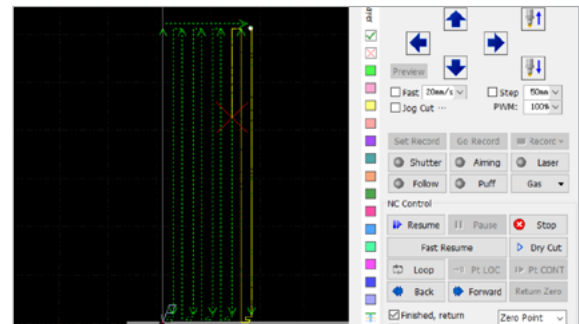 Preview
Fast 20mm/s Step 50mm
Jog Cut ... PWM: 100%
Set Record Go Record Record
Shutter Aiming Laser
Follow Puff Gas
NC Control
Resume Pause Stop
Fast Resume Dry Cut
Loop Pt LOC Pt CONT
Back Forward Return Zero
Finished, return Zero Point